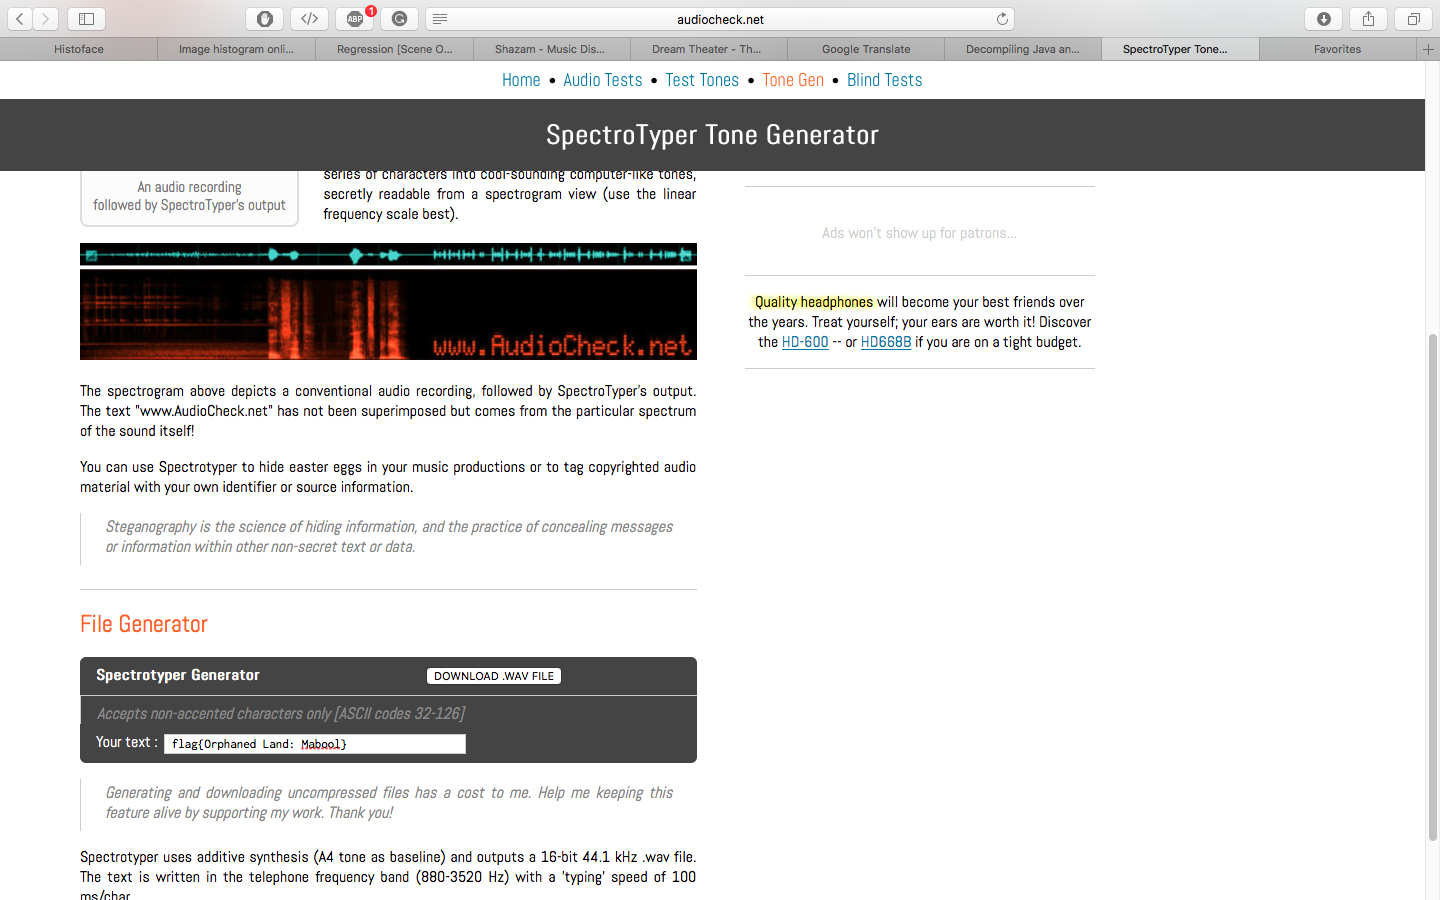 ABP
1
audiocheck.net
Histoface
Image histogram onli...
Regression [Scene O...
Shazam - Music Dis...
Dream Theater - Th...
Google Translate
Decompiling Java an...
SpectroTyper Tone...
Favorites
Home • Audio Tests • Test Tones • Tone Gen • Blind Tests
SpectroTyper Tone Generator
An audio recording
followed by SpectroTyper's output
series of characters into cool-sounding computer-like tones,
secretly readable from a spectrogram view (use the linear
frequency scale best).
www.AudioCheck.net
The spectrogram above depicts a conventional audio recording, followed by SpectroTyper's output.
The text "www.AudioCheck.net" has not been superimposed but comes from the particular spectrum
of the sound itself!
You can use Spectrotyper to hide easter eggs in your music productions or to tag copyrighted audio
material with your own identifier or source information.
Steganography is the science of hiding information, and the practice of concealing messages
or information within other non-secret text or data.
File Generator
Spectrotyper Generator
DOWNLOAD .WAV FILE
Accepts non-accented characters only [ASCII codes 32-126]
Your text : flag{Orphaned Land: Mabool}
Generating and downloading uncompressed files has a cost to me. Help me keeping this
feature alive by supporting my work. Thank you!
Spectrotyper uses additive synthesis (A4 tone as baseline) and outputs a 16-bit 44.1 kHz .wav file.
The text is written in the telephone frequency band (880-3520 Hz) with a 'typing' speed of 100
ms/char
Ads won't show up for patrons...
Quality headphones will become your best friends over
the years. Treat yourself; your ears are worth it! Discover
the HD-600 -- or HD668B if you are on a tight budget.